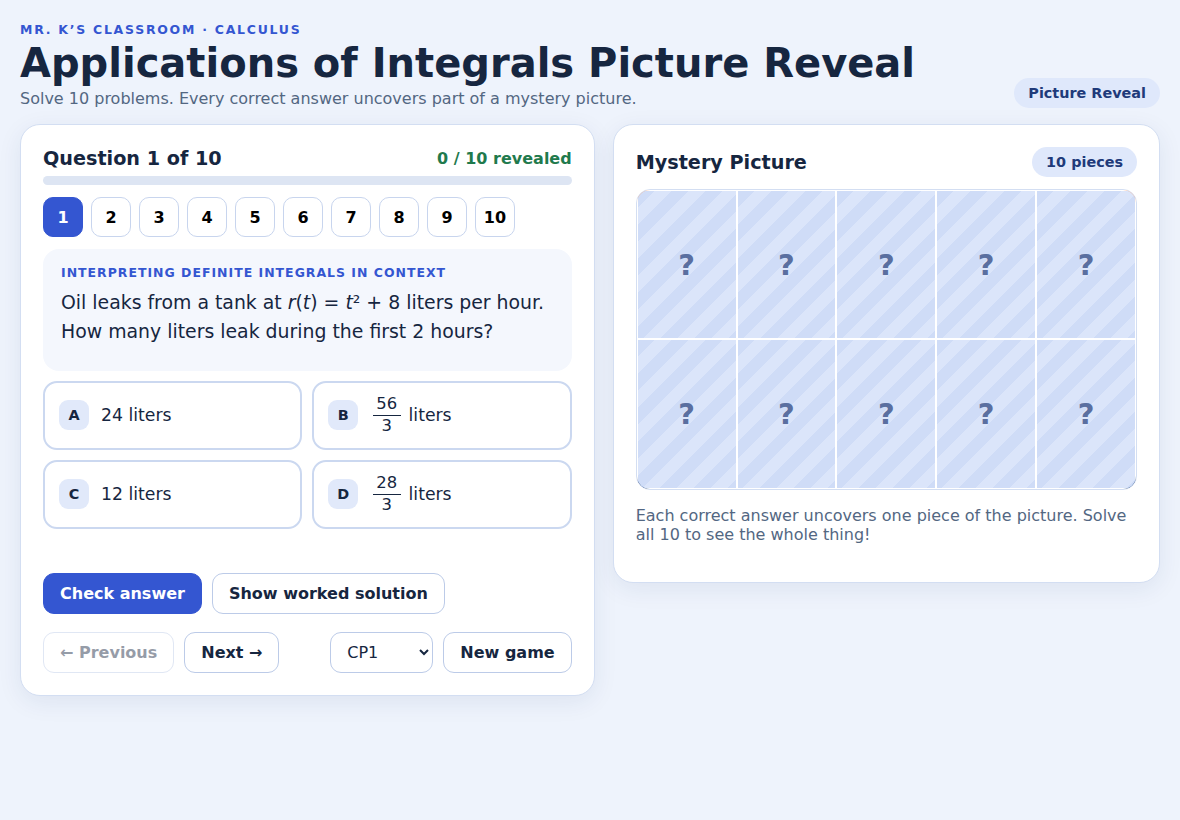 MR. K’S CLASSROOM · CALCULUS
Applications of Integrals Picture Reveal
Solve 10 problems. Every correct answer uncovers part of a mystery picture.
Picture Reveal
Question 1 of 10
0 / 10 revealed
1 2 3 4 5 6 7 8 9 10
INTERPRETING DEFINITE INTEGRALS IN CONTEXT
Oil leaks from a tank at r(t) = t² + 8 liters per hour.
How many liters leak during the first 2 hours?
A 24 liters
B 56/3 liters
C 12 liters
D 28/3 liters
Check answer
Show worked solution
← Previous
Next →
CP1
New game
Mystery Picture
10 pieces
? ? ? ? ?
? ? ? ? ?
Each correct answer uncovers one piece of the picture. Solve
all 10 to see the whole thing!